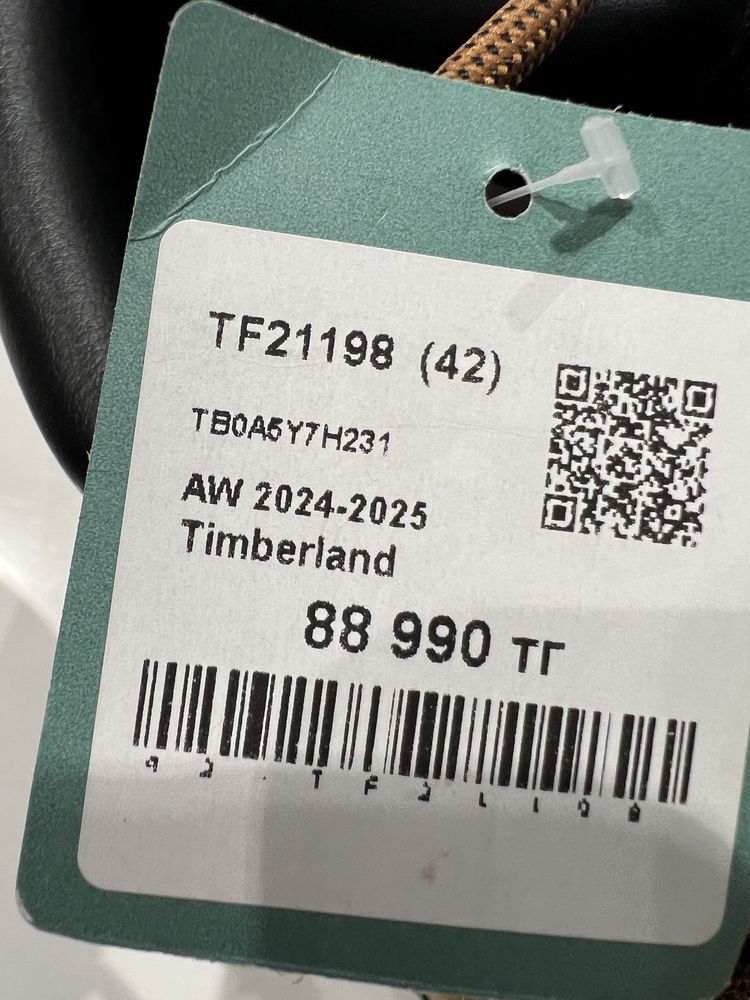 TF21198 (42)
TB0A5Y7H231
AW 2024-2025
Timberland
88 990 тг